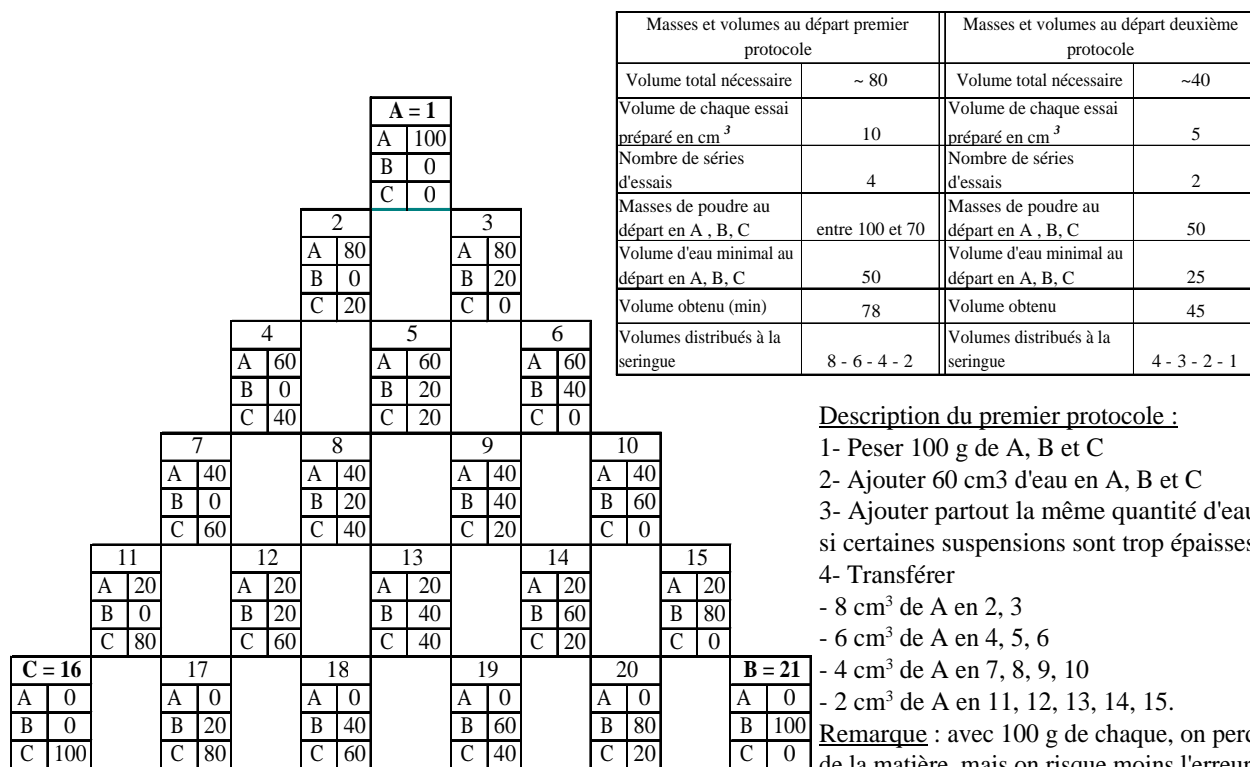 Masses et volumes au départ premier protocole
Masses et volumes au départ deuxième protocole
Volume total nécessaire ~ 80 Volume total nécessaire ~40
Volume de chaque essai préparé en cm ³ 10 Volume de chaque essai préparé en cm ³ 5
Nombre de séries d'essais 4 Nombre de séries d'essais 2
Masses de poudre au départ en A , B, C entre 100 et 70 Masses de poudre au départ en A , B, C 50
Volume d'eau minimal au départ en A, B, C 50 Volume d'eau minimal au départ en A, B, C 25
Volume obtenu (min) 78 Volume obtenu 45
Volumes distribués à la seringue 8 - 6 - 4 - 2 Volumes distribués à la seringue 4 - 3 - 2 - 1
A = 1
A 100
B 0
C 0
2 3
A 80 A 80
B 0 B 20
C 20 C 0
4 5 6
A 60 A 60 A 60
B 0 B 20 B 40
C 40 C 20 C 0
7 8 9 10
A 40 A 40 A 40 A 40
B 0 B 20 B 40 B 60
C 60 C 40 C 20 C 0
11 12 13 14 15
A 20 A 20 A 20 A 20 A 20
B 0 B 20 B 40 B 60 B 80
C 80 C 60 C 40 C 20 C 0
C = 16 17 18 19 20 B = 21
A 0 A 0 A 0 A 0 A 0 A 0
B 0 B 20 B 40 B 60 B 80 B 100
C 100 C 80 C 60 C 40 C 20 C 0
Description du premier protocole :
1- Peser 100 g de A, B et C
2- Ajouter 60 cm3 d'eau en A, B et C
3- Ajouter partout la même quantité d'eau
si certaines suspensions sont trop épaisses
4- Transférer
- 8 cm³ de A en 2, 3
- 6 cm³ de A en 4, 5, 6
- 4 cm³ de A en 7, 8, 9, 10
- 2 cm³ de A en 11, 12, 13, 14, 15.
Remarque : avec 100 g de chaque, on perd
de la matière, mais on risque moins l'erreur